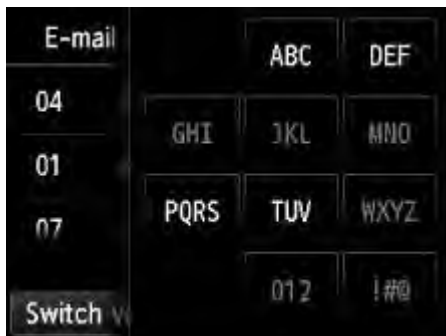 E-mail
ABC DEF
04
GHI JKL MNO
01
PQRS TUV WXYZ
07
012 !#@
Switch